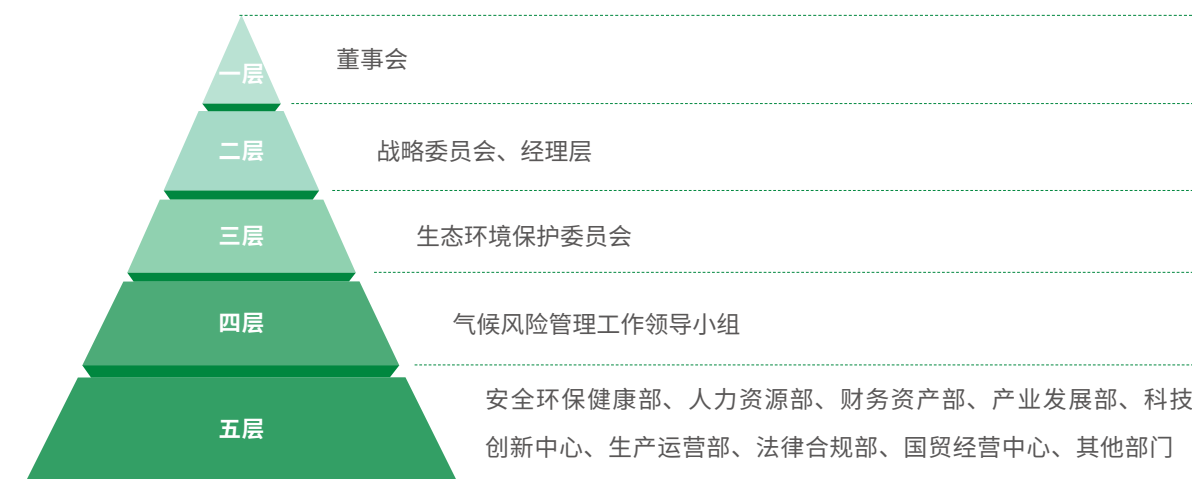 一层
董事会
二层
战略委员会、经理层
三层
生态环境保护委员会
四层
气候风险管理工作领导小组
五层
安全环保健康部、人力资源部、财务资产部、产业发展部、科技
创新中心、生产运营部、法律合规部、国贸经营中心、其他部门